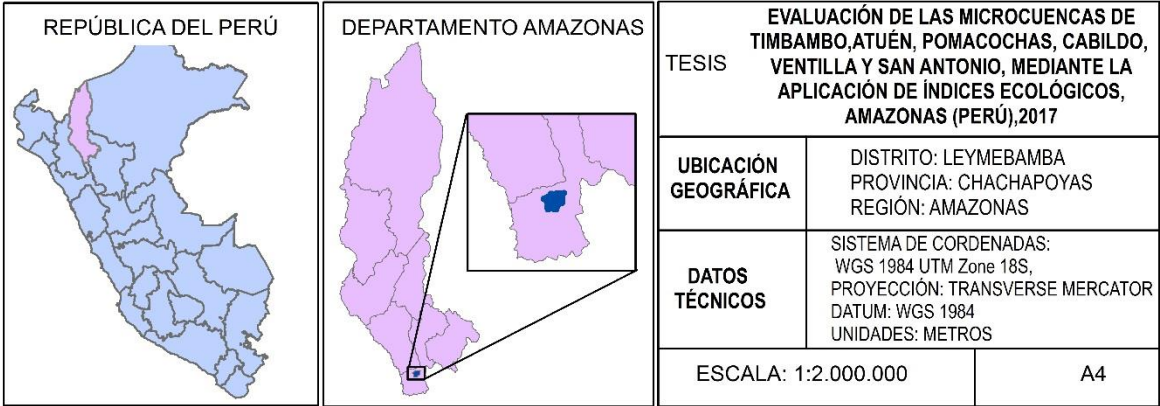 REPÚBLICA DEL PERÚ
DEPARTAMENTO AMAZONAS
TESIS
EVALUACIÓN DE LAS MICROCUENCAS DE
TIMBAMBO,ATUÉN, POMACOCHAS, CABILDO,
VENTILLA Y SAN ANTONIO, MEDIANTE LA
APLICACIÓN DE ÍNDICES ECOLÓGICOS,
AMAZONAS (PERÚ),2017
UBICACIÓN
GEOGRÁFICA
DISTRITO: LEYMEBAMBA
PROVINCIA: CHACHAPOYAS
REGIÓN: AMAZONAS
DATOS
TÉCNICOS
SISTEMA DE CORDENADAS:
WGS 1984 UTM Zone 18S,
PROYECCIÓN: TRANSVERSE MERCATOR
DATUM: WGS 1984
UNIDADES: METROS
ESCALA: 1:2.000.000
A4